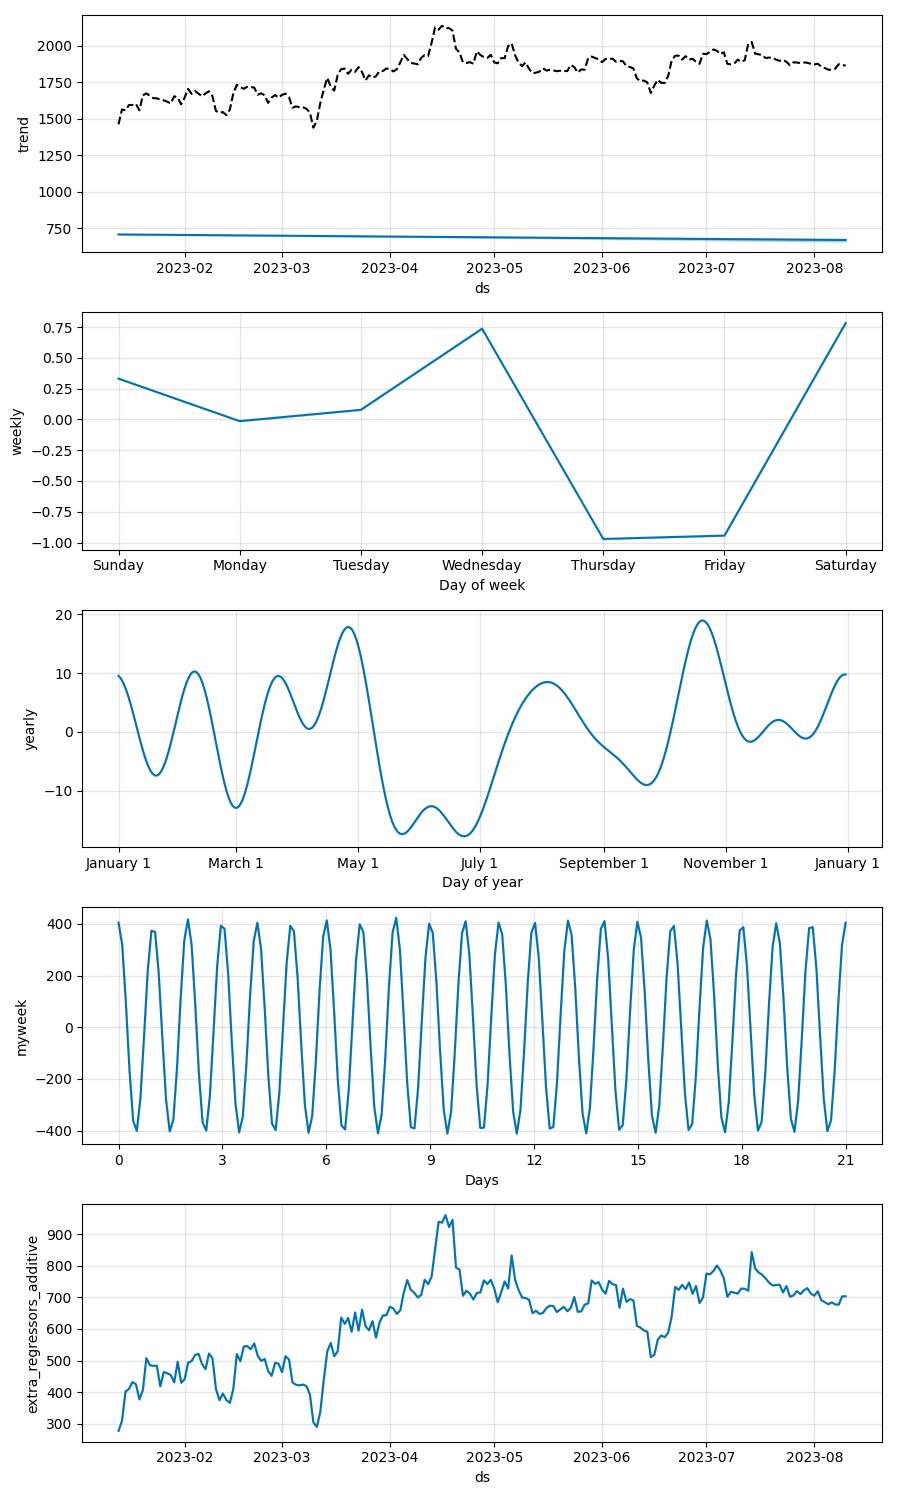 2000
1750
1500
1250
1000
750
trend
2023-02 2023-03 2023-04 2023-05 2023-06 2023-07 2023-08
ds
0.75
0.50
0.25
0.00
−0.25
−0.50
−0.75
−1.00
weekly
Sunday Monday Tuesday Wednesday Thursday Friday Saturday
Day of week
20
10
0
−10
yearly
January 1 March 1 May 1 July 1 September 1 November 1 January 1
Day of year
400
200
0
−200
−400
myweek
0 3 6 9 12 15 18 21
Days
900
800
700
600
500
400
300
extra_regressors_additive
2023-02 2023-03 2023-04 2023-05 2023-06 2023-07 2023-08
ds